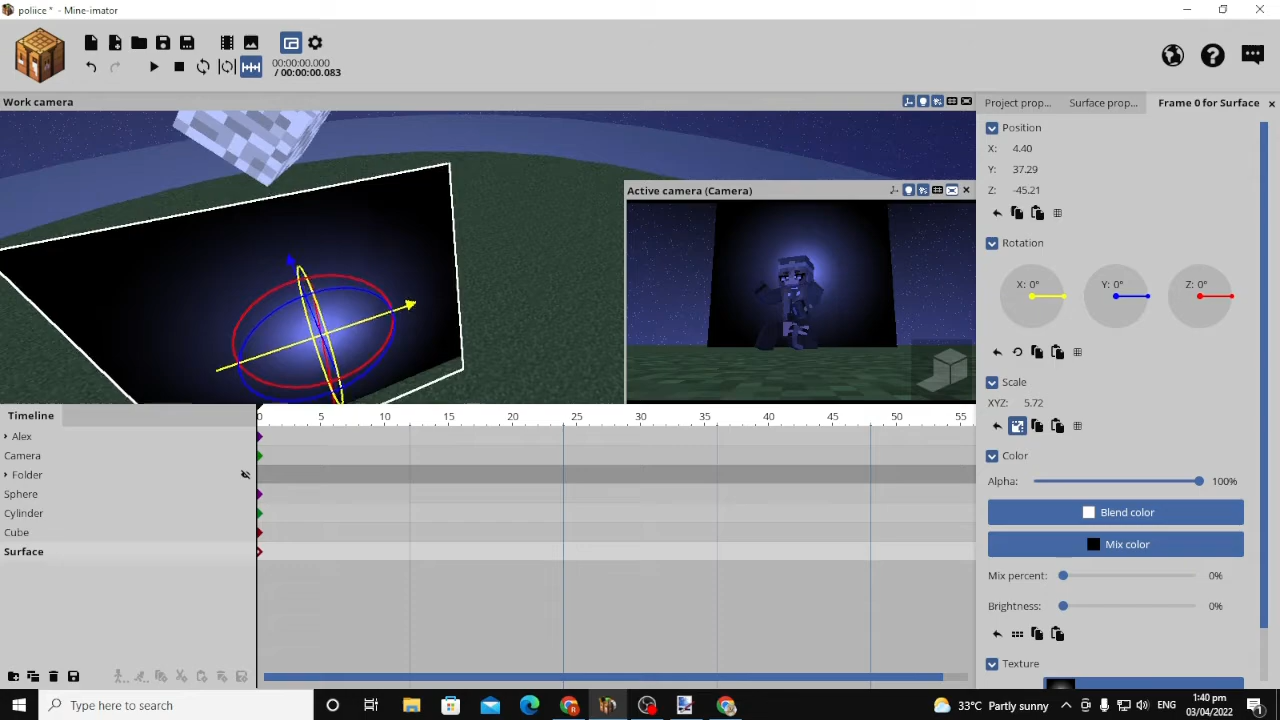 poliice * - Mine-imator
00:00:00.000
/ 00:00:00.083
Work camera
Active camera (Camera)
Project prop...
Surface prop...
Frame 0 for Surface
Position
X: 4.40
Y: 37.29
Z: -45.21
Rotation
X: 0° Y: 0° Z: 0°
Scale
XYZ: 5.72
Color
Alpha: 100%
Blend color
Mix color
Mix percent: 0%
Brightness: 0%
Texture
Timeline
0 5 10 15 20 25 30 35 40 45 50 55
Alex
Camera
Folder
Sphere
Cylinder
Cube
Surface
Type here to search
33°C Partly sunny
ENG
1:40 pm
03/04/2022
1